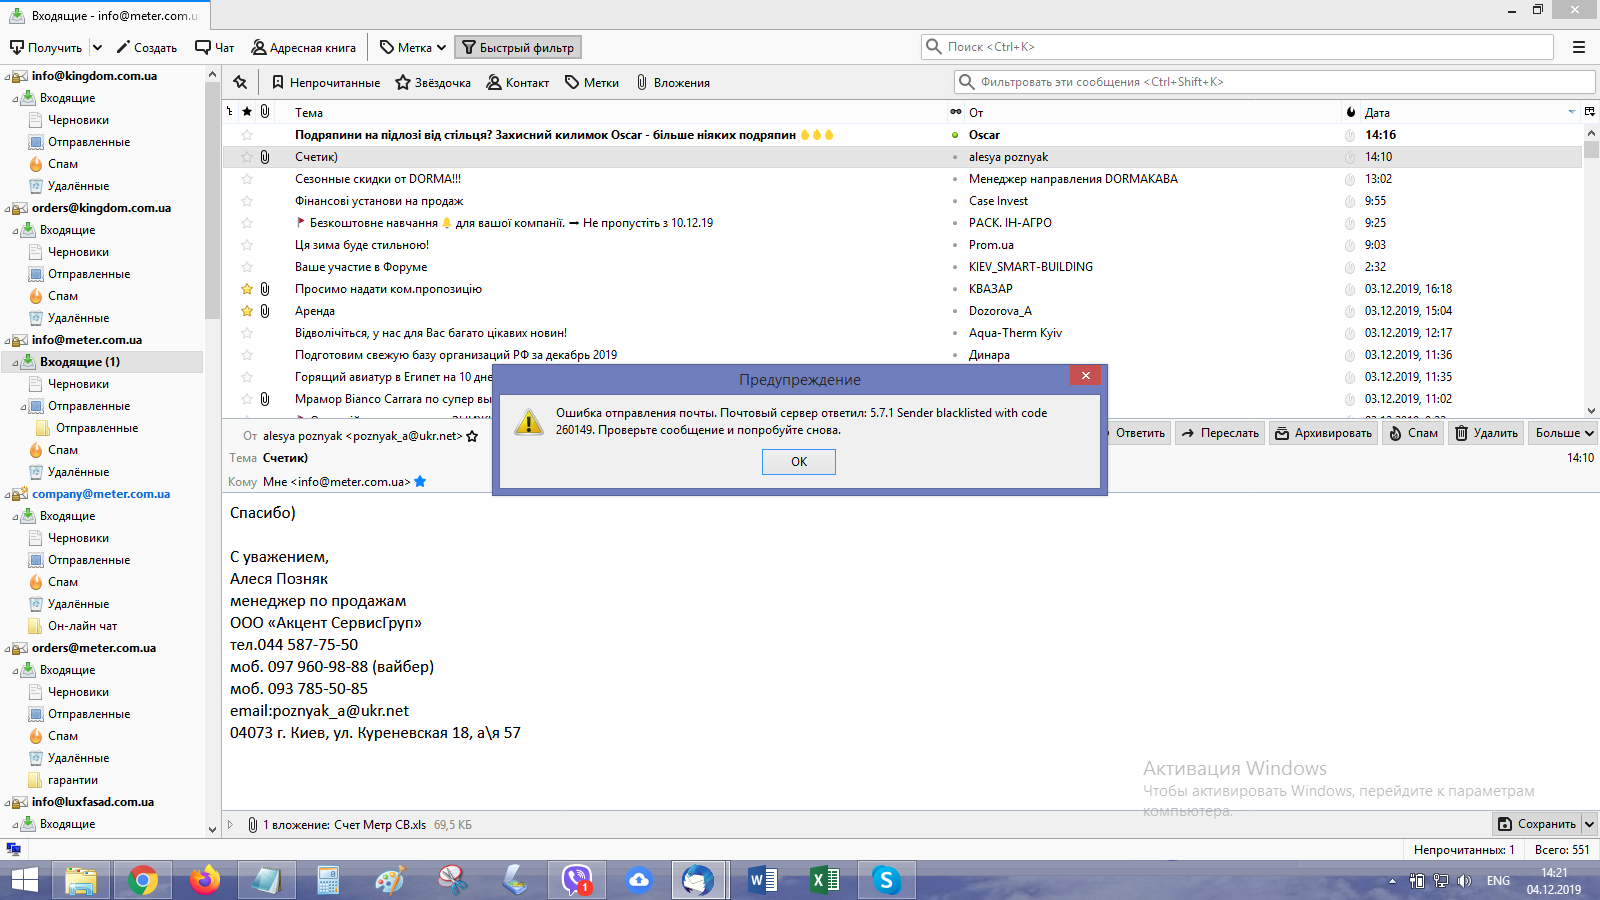 Входящие - info@meter.com.u
Получить
Создать
Чат
Адресная книга
Метка
Быстрый фильтр
Поиск <Ctrl+K>
Непрочитанные
Звёздочка
Контакт
Метки
Вложения
Фильтровать эти сообщения <Ctrl+Shift+K>
Тема От Дата
Подряпини на підлозі від стільця? Захисний килимок Oscar - більше ніяких подряпин Oscar 14:16
Счетик) alesya poznyak 14:10
Сезонные скидки от DORMA!!! Менеджер направления DORMAKABA 13:02
Фінансові установи на продаж Case Invest 9:55
Безкоштовне навчання для вашої компанії. ➞ Не пропустіть з 10.12.19 РАСК. ІН-АГРО 9:25
Ця зима буде стильною! Prom.ua 9:03
Ваше участие в Форуме KIEV_SMART-BUILDING 2:32
Просимо надати ком.пропозицію КВАЗАР 03.12.2019, 16:18
Аренда Dozorova_A 03.12.2019, 15:04
Відволічіться, у нас для Вас багато цікавих новин! Aqua-Therm Kyiv 03.12.2019, 12:17
Подготовим свежую базу организаций РФ за декабрь 2019 Динара 03.12.2019, 11:36
Горящий авиатур в Египет на 10 дне 03.12.2019, 11:35
Мрамор Bianco Carrara по супер вы 03.12.2019, 11:02
info@kingdom.com.ua
Входящие
Черновики
Отправленные
Спам
Удалённые
orders@kingdom.com.ua
Входящие
Черновики
Отправленные
Спам
Удалённые
info@meter.com.ua
Входящие (1)
Черновики
Отправленные
Отправленные
Спам
Удалённые
company@meter.com.ua
Входящие
Черновики
Отправленные
Спам
Удалённые
Он-лайн чат
orders@meter.com.ua
Входящие
Черновики
Отправленные
Спам
Удалённые
гарантии
info@luxfasad.com.ua
Входящие
Предупреждение
Ошибка отправления почты. Почтовый сервер ответил: 5.7.1 Sender blacklisted with code
260149. Проверьте сообщение и попробуйте снова.
ОК
От alesya poznyak <poznyak_a@ukr.net>
Ответить
Переслать
Архивировать
Спам
Удалить
Больше
Тема Счетик) 14:10
Кому Мне <info@meter.com.ua>
Спасибо)
С уважением,
Алеся Позняк
менеджер по продажам
ООО «Акцент СервисГруп»
тел.044 587-75-50
моб. 097 960-98-88 (вайбер)
моб. 093 785-50-85
email:poznyak_a@ukr.net
04073 г. Киев, ул. Куреневская 18, а\я 57
Активация Windows
Чтобы активировать Windows, перейдите к параметрам
компьютера.
1 вложение: Счет Метр СВ.xls 69,5 КБ
Сохранить
Непрочитанных: 1 Всего: 551
1
ENG
14:21
04.12.2019